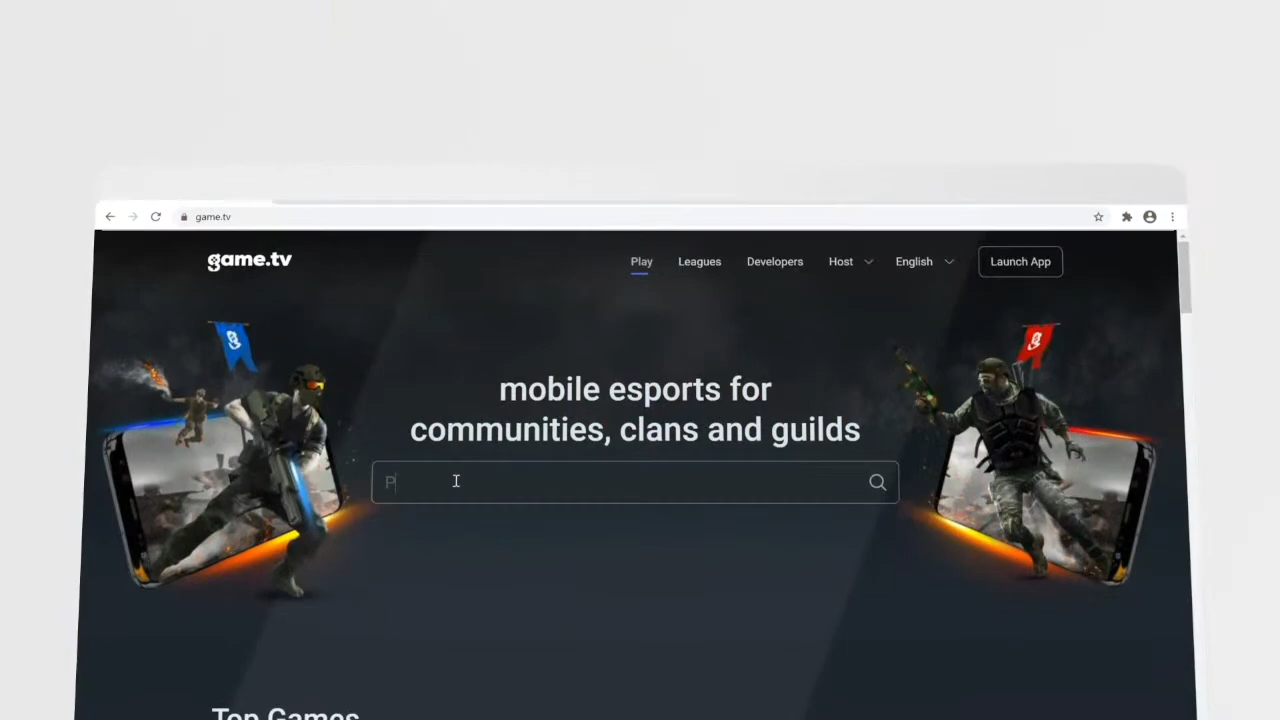 game.tv
game.tv
Play
Leagues
Developers
Host
English
Launch App
mobile esports for
communities, clans and guilds
P
Top Games